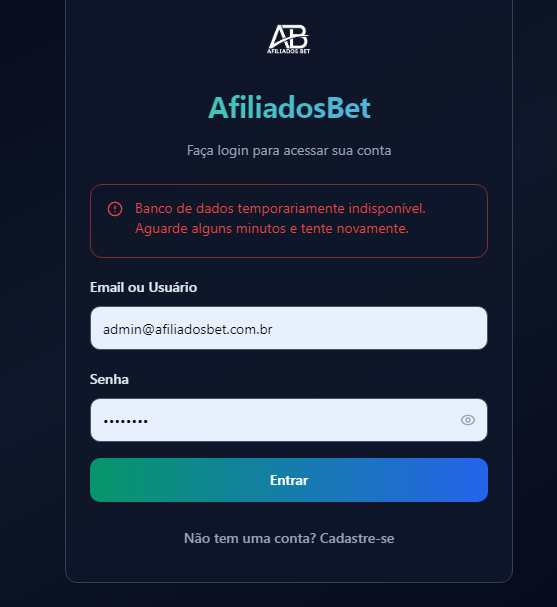 AB
AFILIADOS BET
AfiliadosBet
Faça login para acessar sua conta
Banco de dados temporariamente indisponível.
Aguarde alguns minutos e tente novamente.
Email ou Usuário
admin@afiliadosbet.com.br
Senha
••••••••
Entrar
Não tem uma conta? Cadastre-se